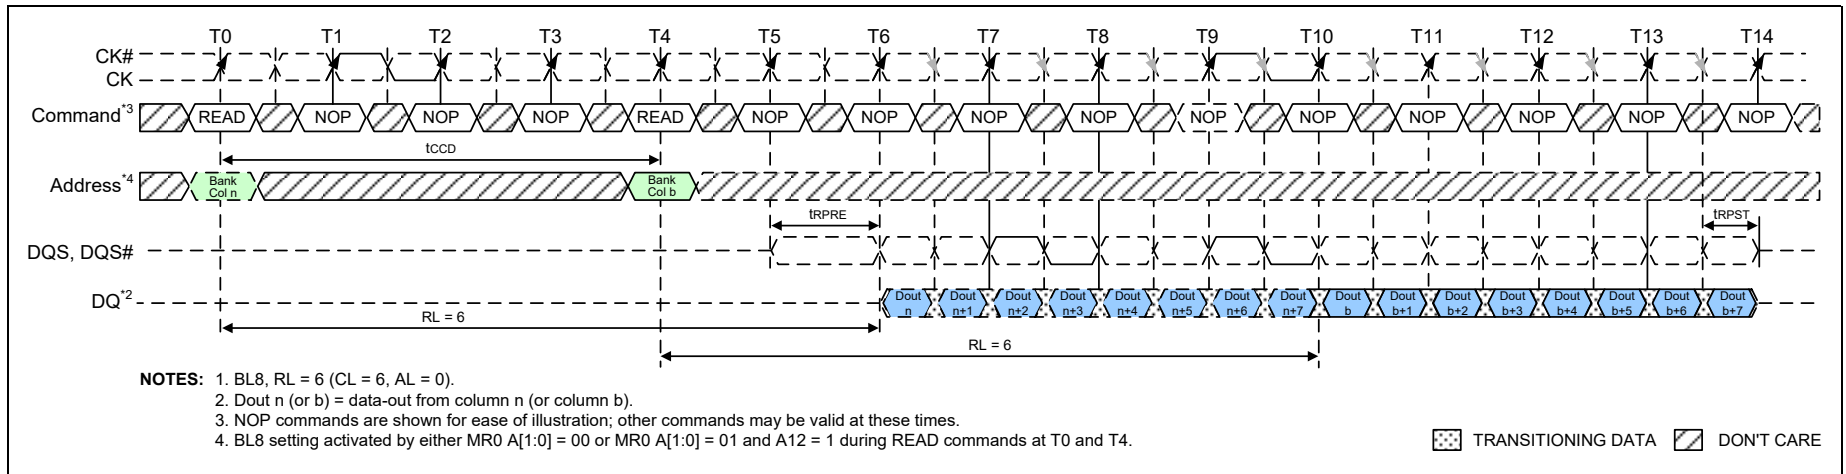 T0 T1 T2 T3 T4 T5 T6 T7 T8 T9 T10 T11 T12 T13 T14
CK#
CK
Command*3 READ NOP NOP NOP READ NOP NOP NOP NOP NOP NOP NOP NOP NOP NOP
tCCD
Address*4 Bank Col n Bank Col b
tRPRE tRPST
DQS, DQS#
DQ*2 Dout n Dout n+1 Dout n+2 Dout n+3 Dout n+4 Dout n+5 Dout n+6 Dout n+7 Dout b Dout b+1 Dout b+2 Dout b+3 Dout b+4 Dout b+5 Dout b+6 Dout b+7
RL = 6
RL = 6
NOTES: 1. BL8, RL = 6 (CL = 6, AL = 0).
2. Dout n (or b) = data-out from column n (or column b).
3. NOP commands are shown for ease of illustration; other commands may be valid at these times.
4. BL8 setting activated by either MR0 A[1:0] = 00 or MR0 A[1:0] = 01 and A12 = 1 during READ commands at T0 and T4.
TRANSITIONING DATA DON'T CARE